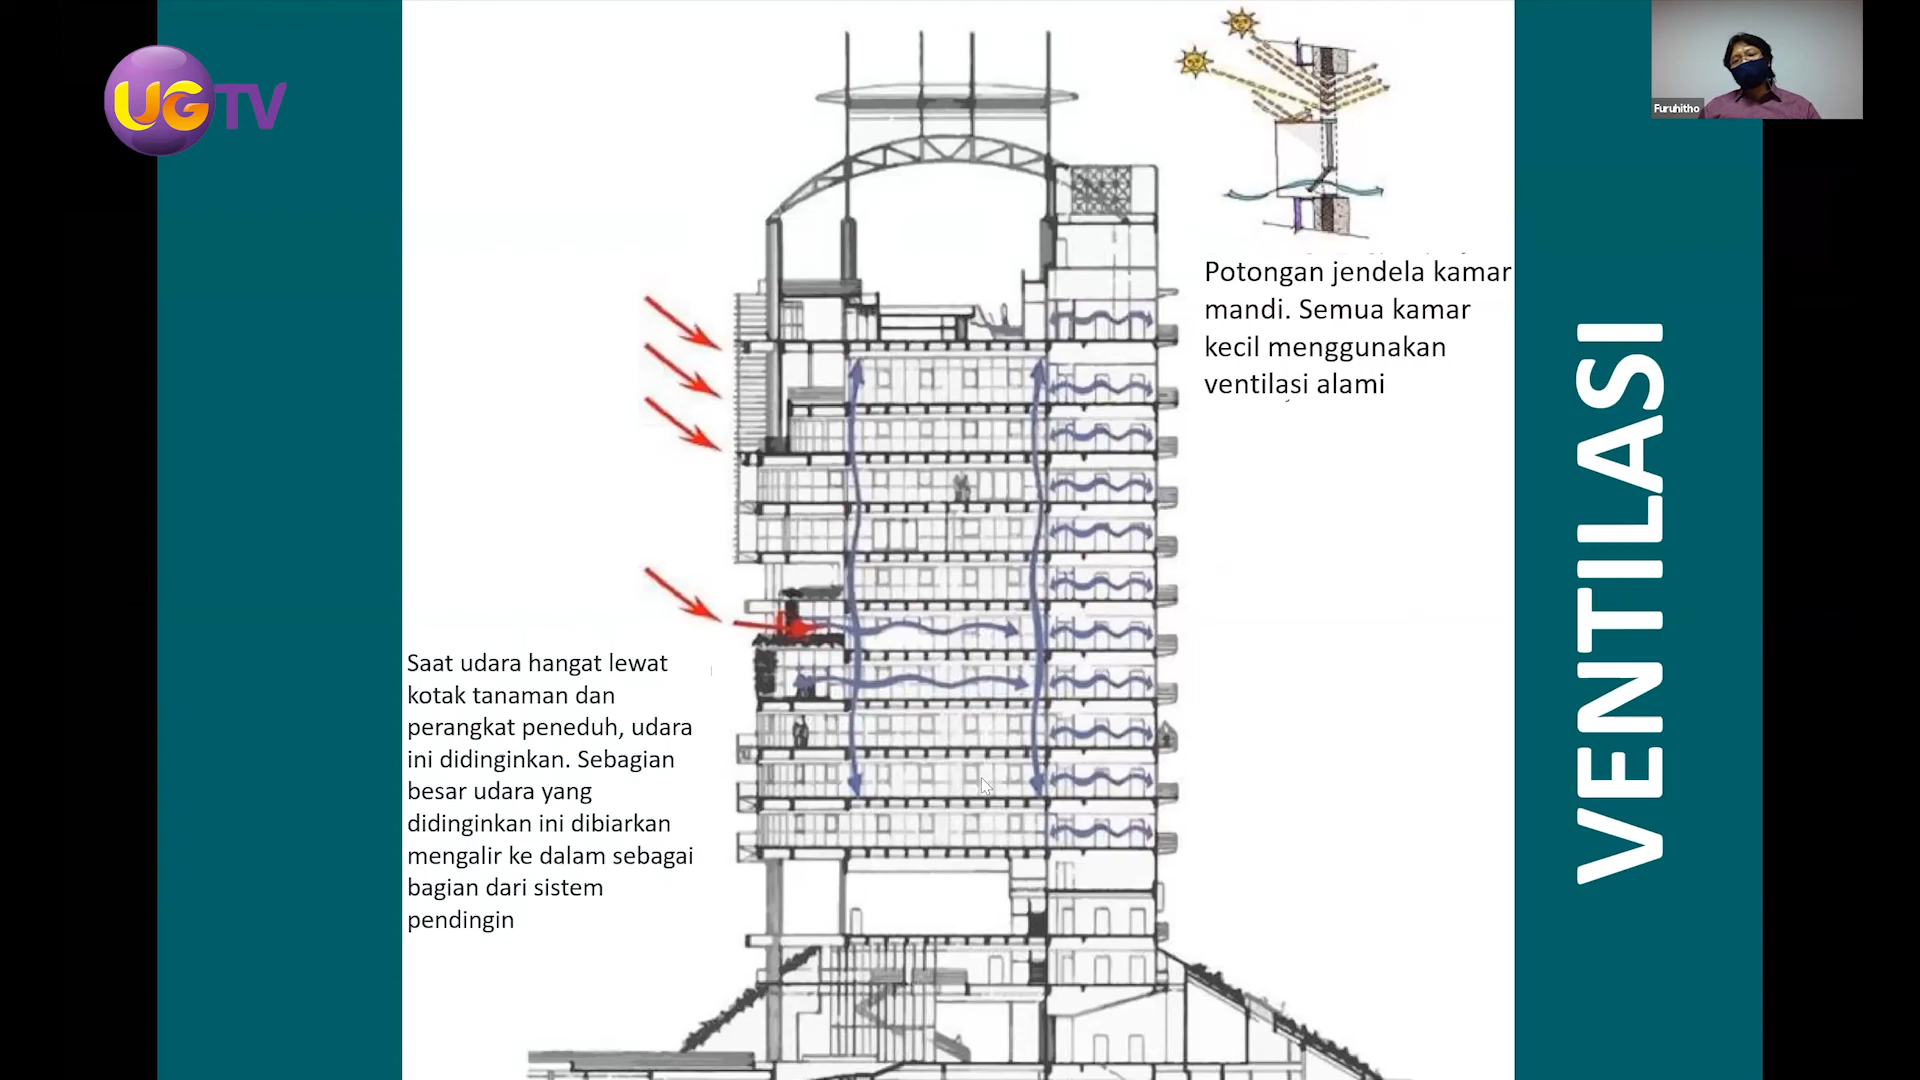 UGTV
Furuhitho
Potongan jendela kamar
mandi. Semua kamar
kecil menggunakan
ventilasi alami
VENTILASI
Saat udara hangat lewat
kotak tanaman dan
perangkat peneduh, udara
ini didinginkan. Sebagian
besar udara yang
didinginkan ini dibiarkan
mengalir ke dalam sebagai
bagian dari sistem
pendingin